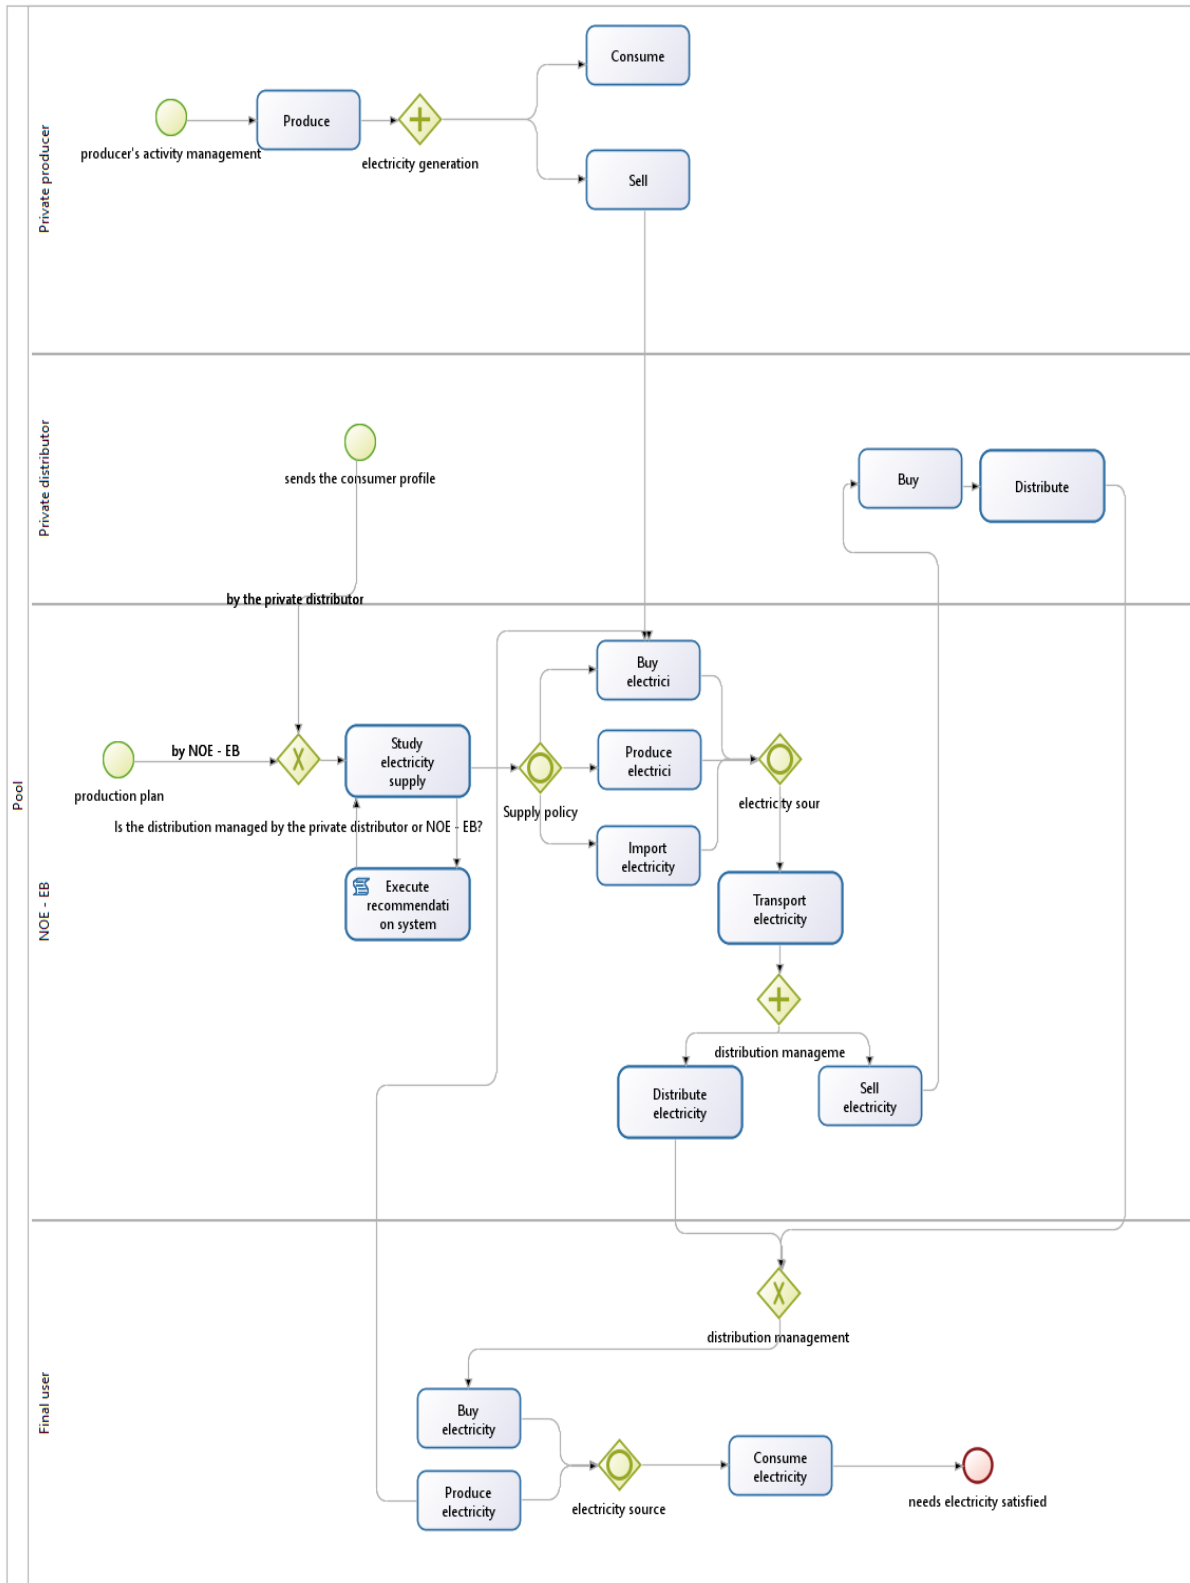 Pool
Private producer
Consume
Produce
producer's activity management
electricity generation
Sell
Private distributor
sends the consumer profile
Buy
Distribute
by the private distributor
NOE - EB
Buy
electrici
by NOE - EB
production plan
Study
electricity
supply
Supply policy
Produce
electrici
electricity sour
Is the distribution managed by the private distributor or NOE - EB?
Import
electricity
Execute
recommendati
on system
Transport
electricity
distribution manageme
Distribute
electricity
Sell
electricity
Final user
distribution management
Buy
electricity
Produce
electricity
electricity source
Consume
electricity
needs electricity satisfied